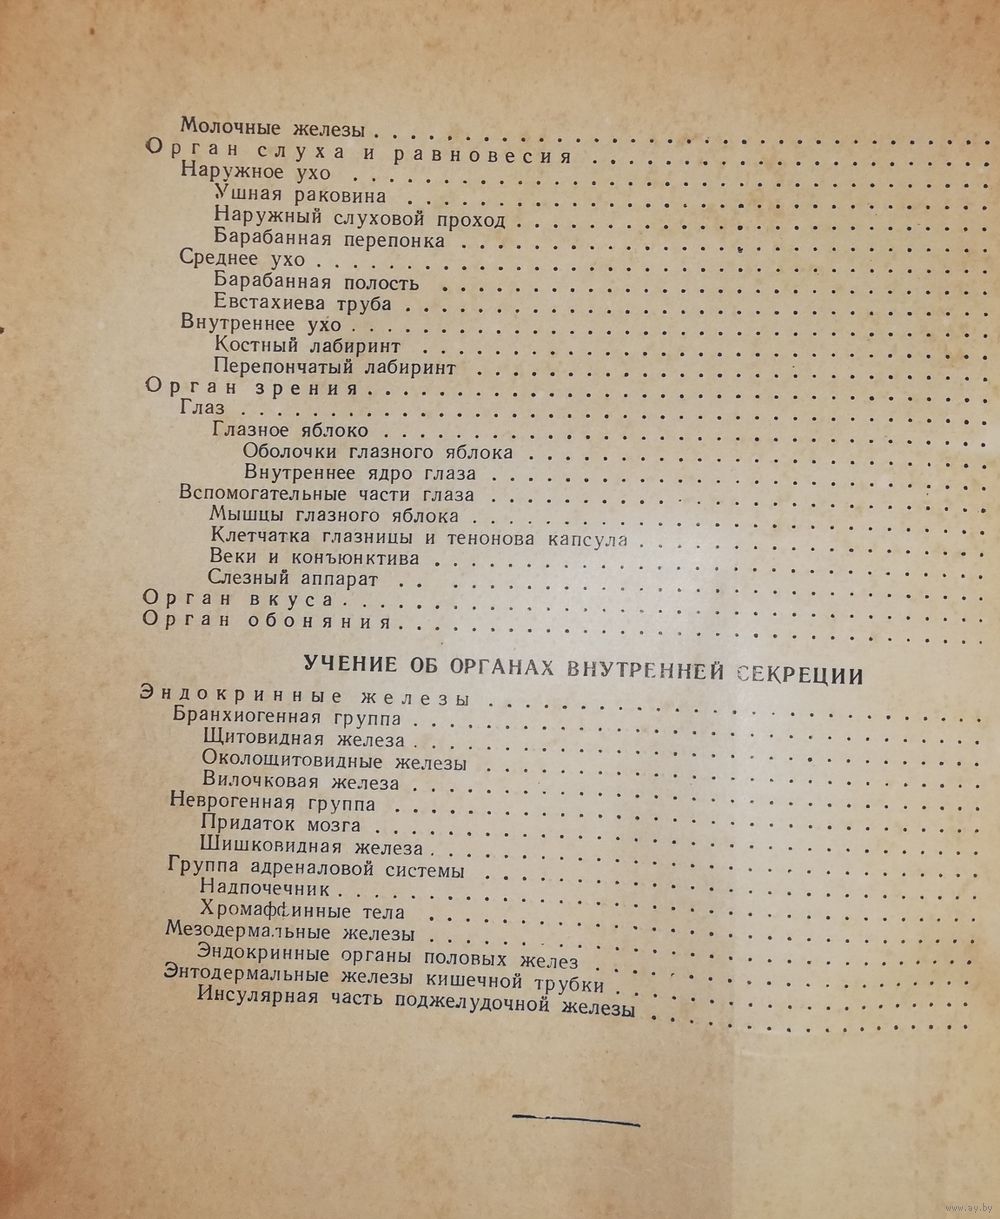 Молочные железы
Орган слуха и равновесия
Наружное ухо
Ушная раковина
Наружный слуховой проход
Барабанная перепонка
Среднее ухо
Барабанная полость
Евстахиева труба
Внутреннее ухо
Костный лабиринт
Перепончатый лабиринт
Орган зрения
Глаз
Глазное яблоко
Оболочки глазного яблока
Внутреннее ядро глаза
Вспомогательные части глаза
Мышцы глазного яблока
Клетчатка глазницы и тенонова капсула
Веки и конъюнктива
Слезный аппарат
Орган вкуса
Орган обоняния
УЧЕНИЕ ОБ ОРГАНАХ ВНУТРЕННЕЙ СЕКРЕЦИИ
Эндокринные железы
Бранхиогенная группа
Щитовидная железа
Околощитовидные железы
Вилочковая железа
Неврогенная группа
Придаток мозга
Шишковидная железа
Группа адреналовой системы
Надпочечник
Хромаффинные тела
Мезодермальные железы
Эндокринные органы половых желез
Энтодермальные железы кишечной трубки
Инсулярная часть поджелудочной железы
www.ay.by